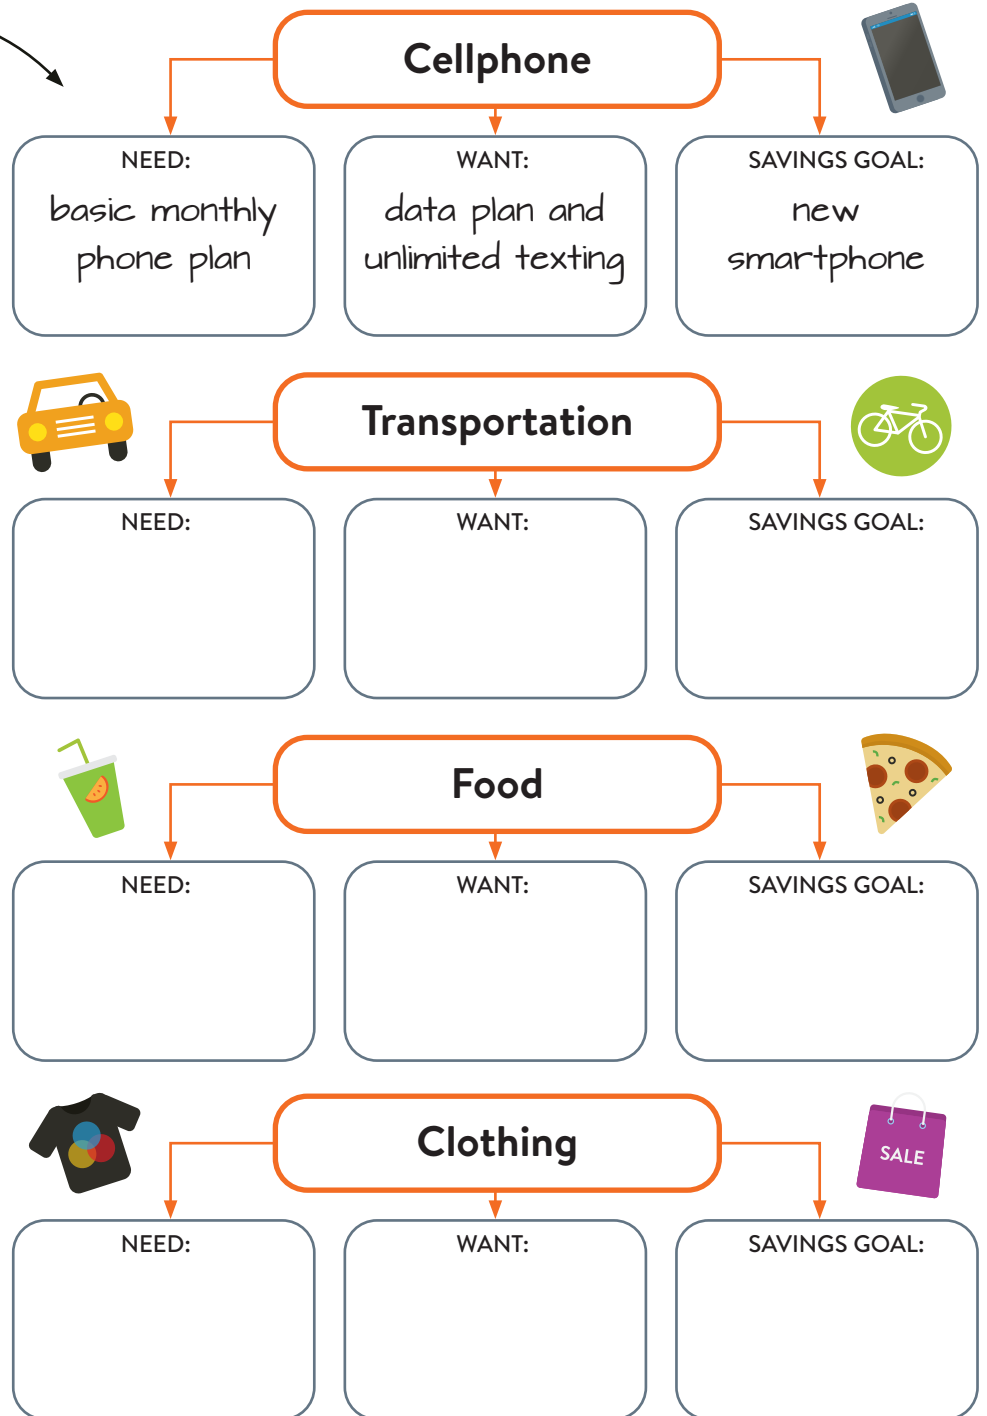 Cellphone
NEED:
basic monthly
phone plan
WANT:
data plan and
unlimited texting
SAVINGS GOAL:
new
smartphone
Transportation
NEED:
WANT:
SAVINGS GOAL:
Food
NEED:
WANT:
SAVINGS GOAL:
Clothing
SALE
NEED:
WANT:
SAVINGS GOAL: